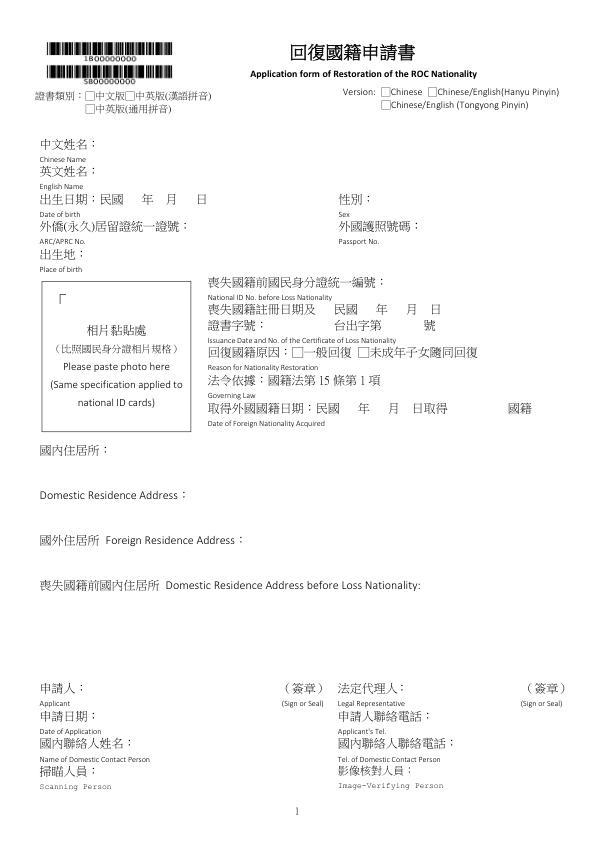 1B00000000
5B00000000
回復國籍申請書
Application form of Restoration of the ROC Nationality
證書類別：□中文版□中英版(漢語拼音)
□中英版(通用拼音)
Version: □Chinese □Chinese/English(Hanyu Pinyin)
□Chinese/English (Tongyong Pinyin)
中文姓名：
Chinese Name
英文姓名：
English Name
出生日期：民國 年 月 日 性別：
Date of birth Sex
外僑(永久)居留證統一證號： 外國護照號碼：
ARC/APRC No. Passport No.
出生地：
Place of birth
相片黏貼處
（比照國民身分證相片規格）
Please paste photo here
(Same specification applied to
national ID cards)
喪失國籍前國民身分證統一編號：
National ID No. before Loss Nationality
喪失國籍註冊日期及 民國 年 月 日
證書字號： 台出字第 號
Issuance Date and No. of the Certificate of Loss Nationality
回復國籍原因：□一般回復 □未成年子女隨同回復
Reason for Nationality Restoration
法令依據：國籍法第 15 條第 1 項
Governing Law
取得外國國籍日期：民國 年 月 日取得 國籍
Date of Foreign Nationality Acquired
國內住居所：
Domestic Residence Address：
國外住居所 Foreign Residence Address：
喪失國籍前國內住居所 Domestic Residence Address before Loss Nationality:
申請人： （簽章） 法定代理人： （簽章）
Applicant (Sign or Seal) Legal Representative (Sign or Seal)
申請日期： 申請人聯絡電話：
Date of Application Applicant's Tel.
國內聯絡人姓名： 國內聯絡人聯絡電話：
Name of Domestic Contact Person Tel. of Domestic Contact Person
掃瞄人員： 影像核對人員：
Scanning Person Image-Verifying Person
1